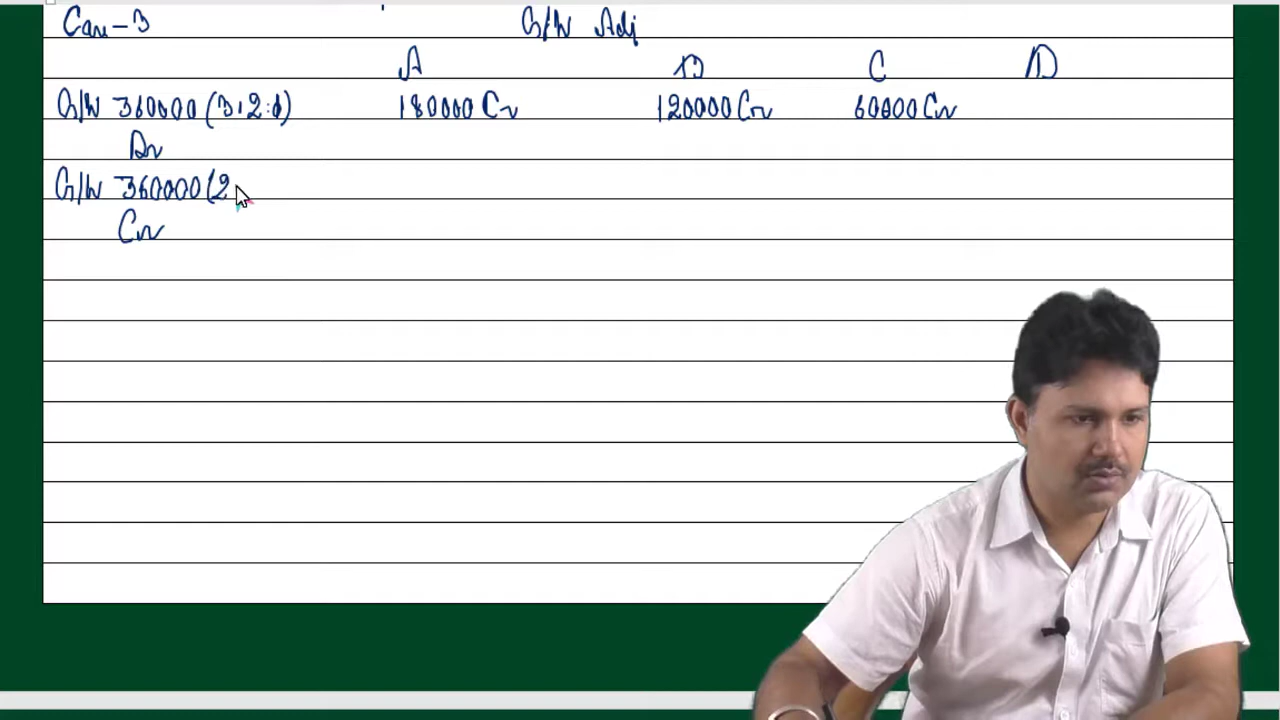 Case-3 G/W Adj
A B C D
G/W 360000 (3:2:1) 180000 Cr 120000 Cr 60000 Cr
Dr
G/W 360000 (2
Cr